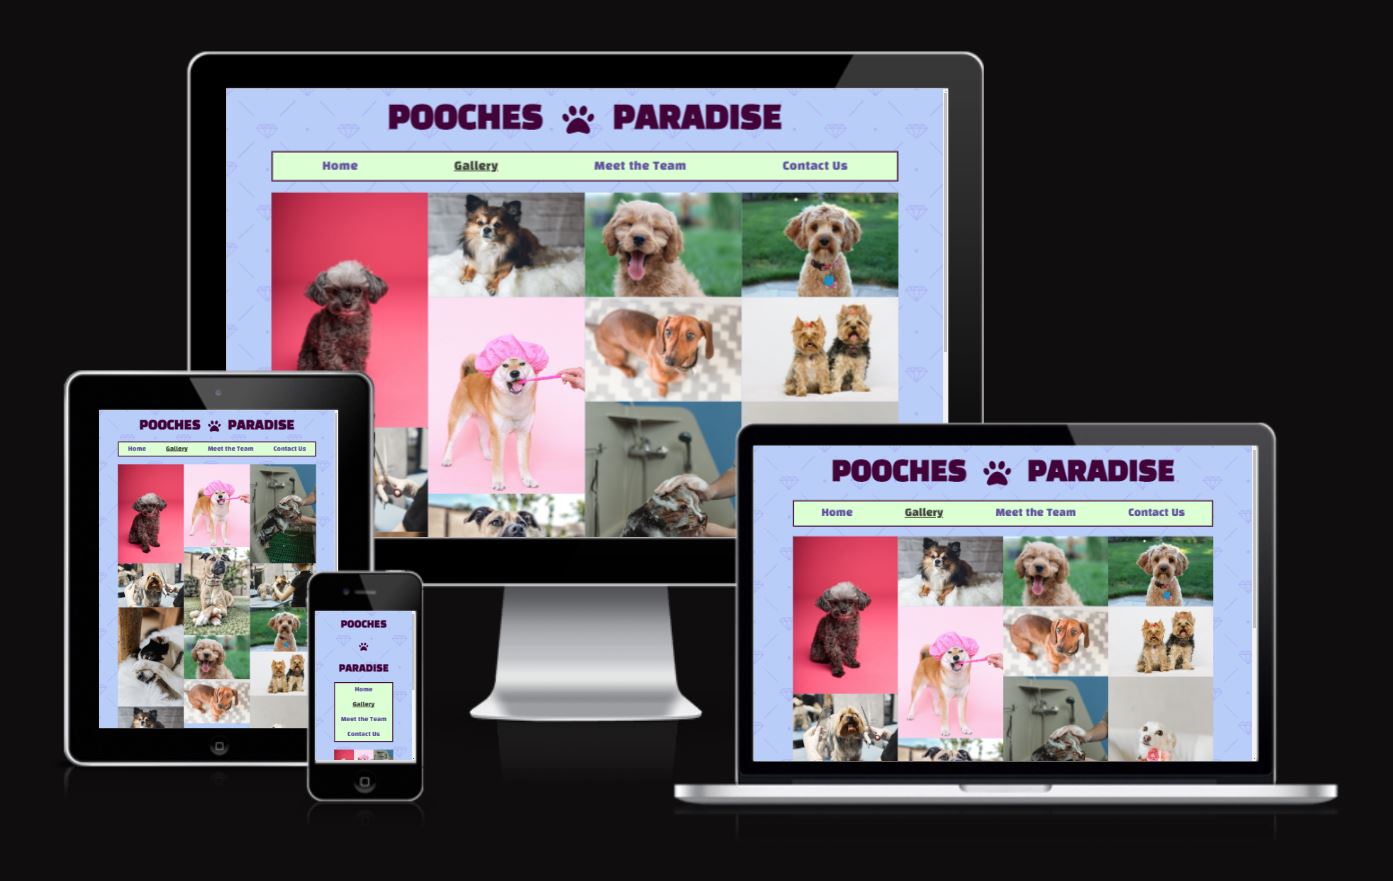 POOCHES PARADISE
Home Gallery Meet the Team Contact Us
POOCHES PARADISE
Home Gallery Meet the Team Contact Us
POOCHES
PARADISE
Home
Gallery
Meet the Team
Contact Us
POOCHES PARADISE
Home Gallery Meet the Team Contact Us